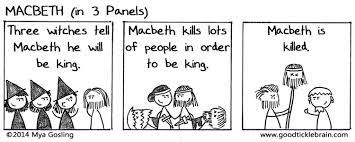 MACBETH (in 3 Panels)
Three witches tell
Macbeth he will
be king.
Macbeth kills lots
of people in order
to be king.
Macbeth is
killed.
©2014 Mya Gosling
www.goodticklebrain.com